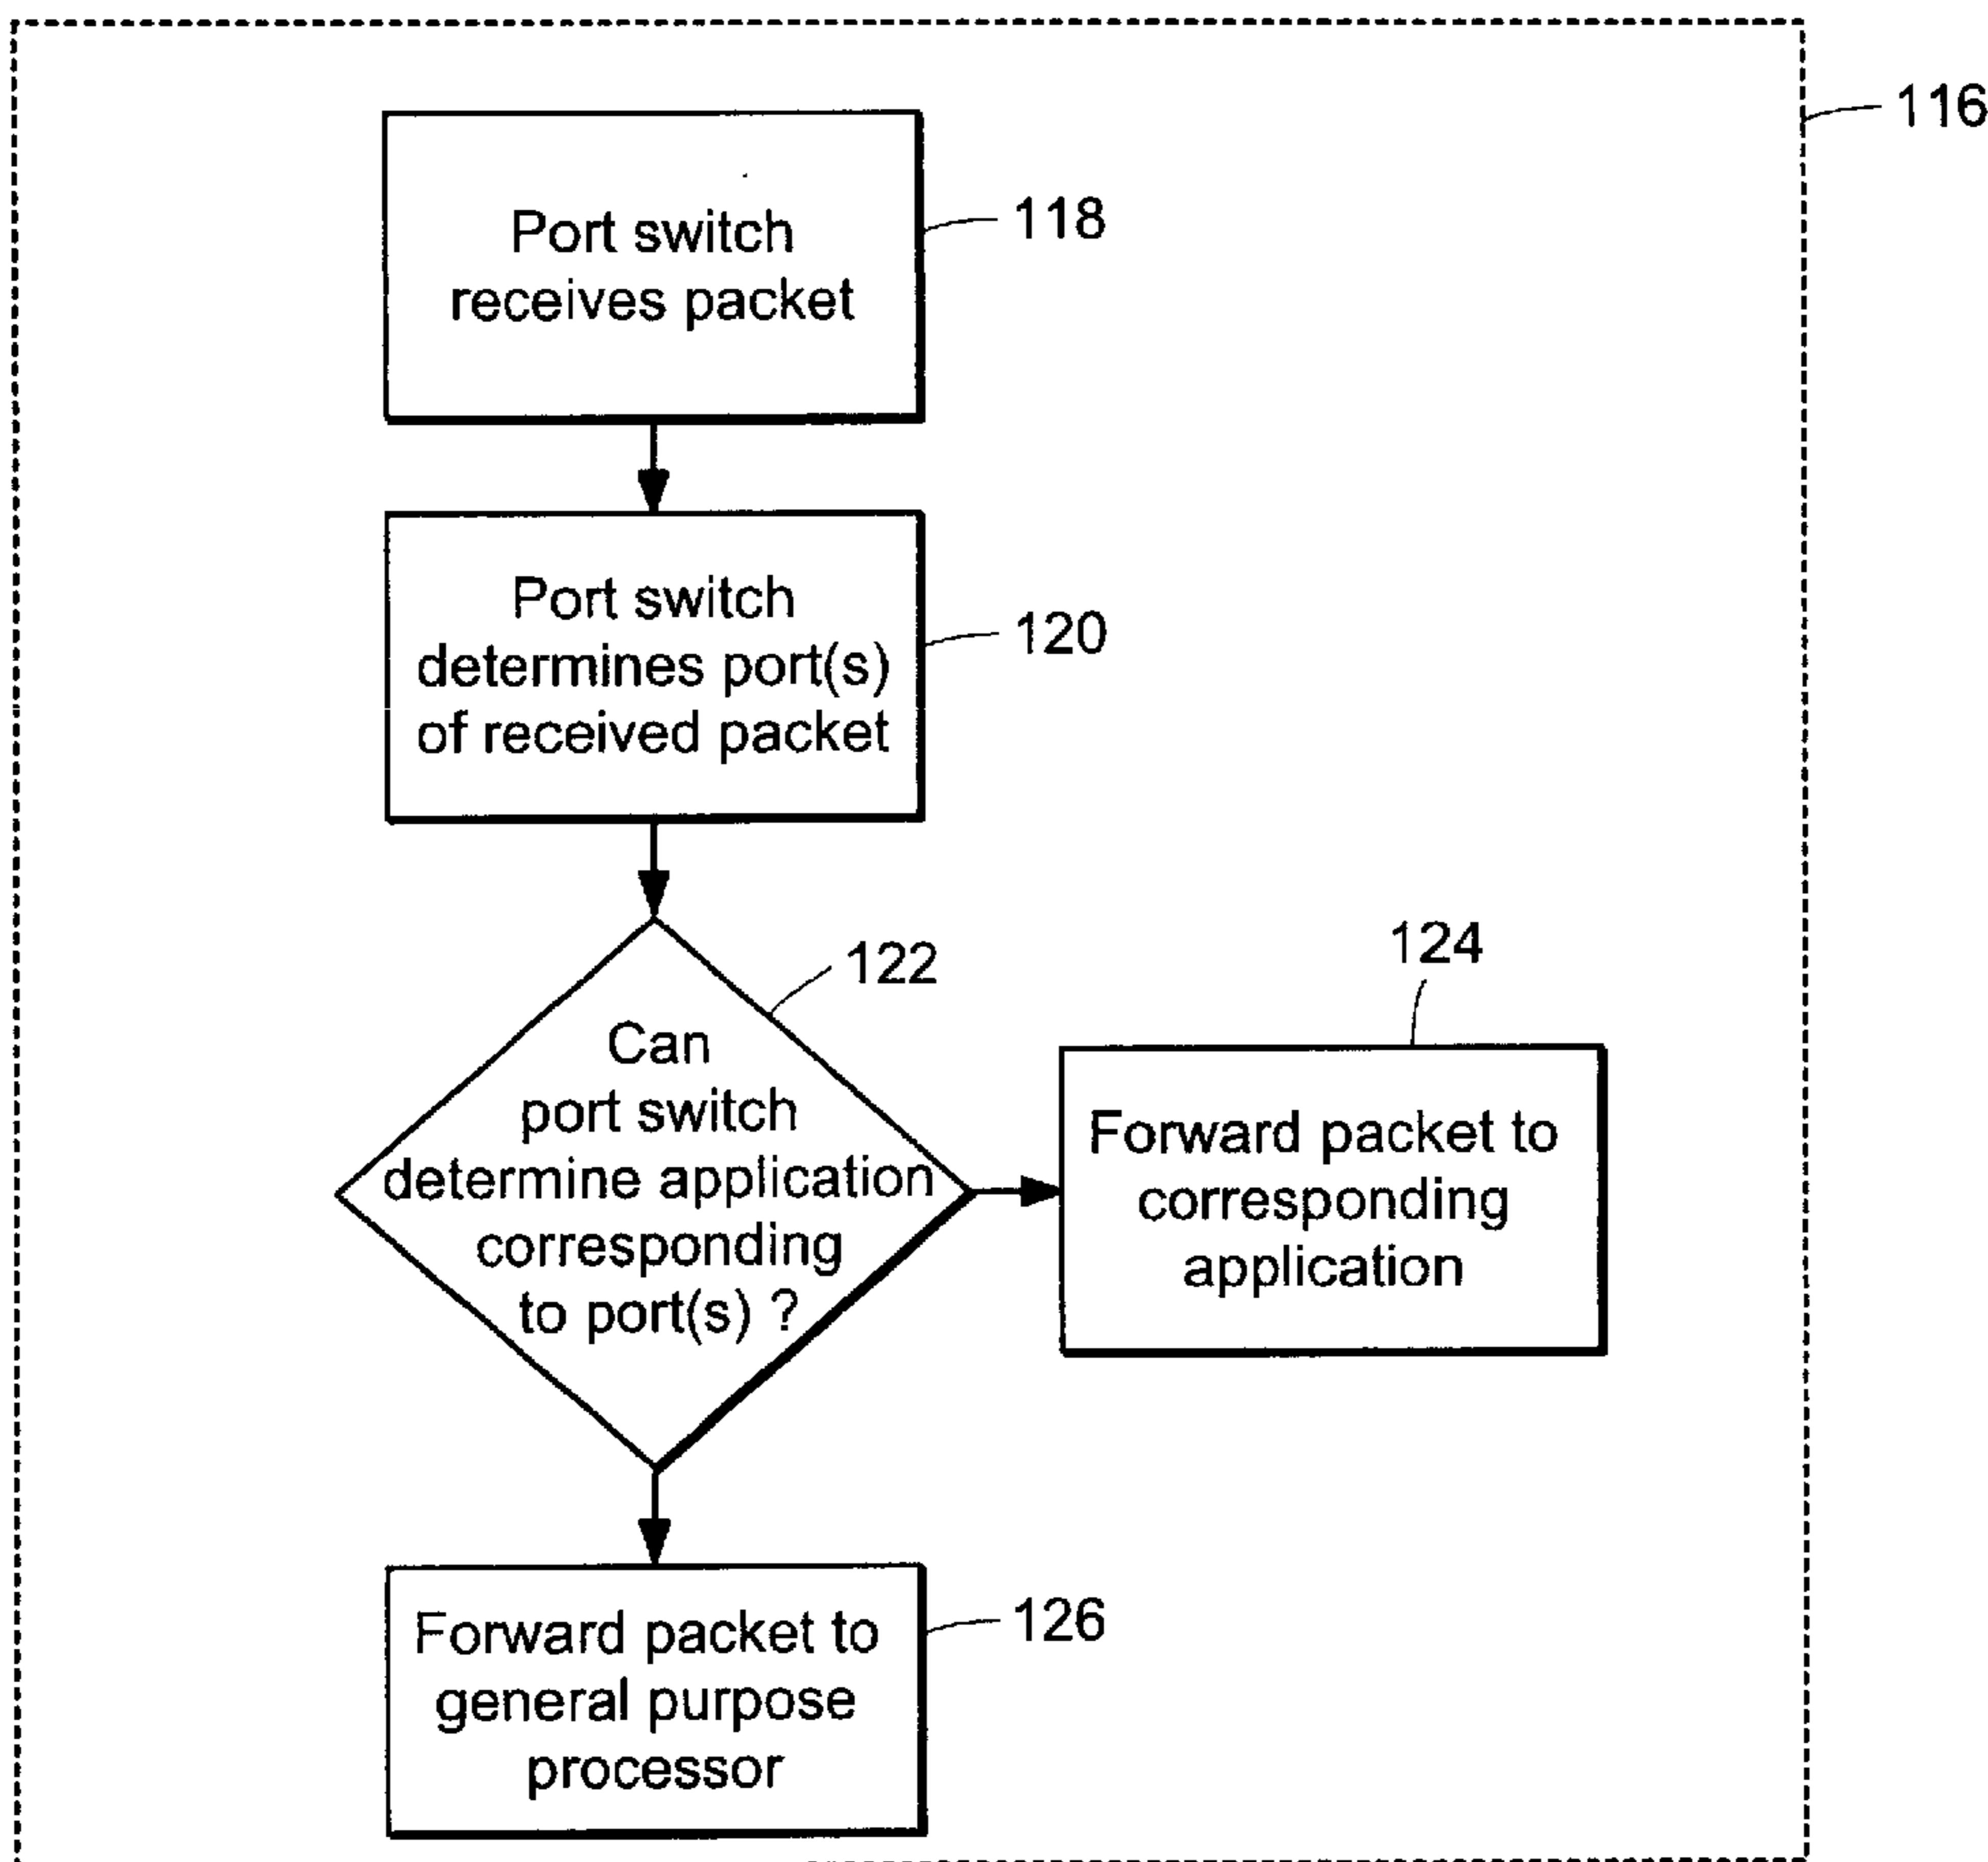 116
Port switch
receives packet
118
Port switch
determines port(s)
of received packet
120
122
Can
port switch
determine application
corresponding
to port(s) ?
124
Forward packet to
corresponding
application
Forward packet to
general purpose
processor
126